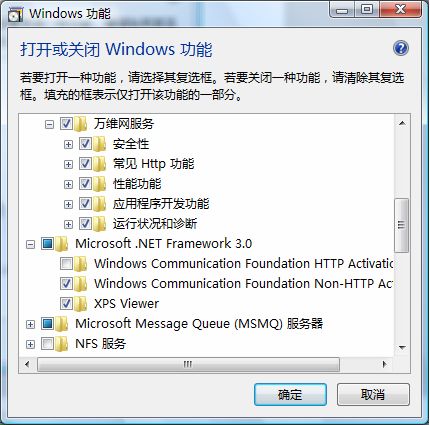 Windows 功能
打开或关闭 Windows 功能
若要打开一种功能，请选择其复选框。若要关闭一种功能，请清除其复选
框。填充的框表示仅打开该功能的一部分。
万维网服务
安全性
常见 Http 功能
性能功能
应用程序开发功能
运行状况和诊断
Microsoft .NET Framework 3.0
Windows Communication Foundation HTTP Activatio
Windows Communication Foundation Non-HTTP Ac
XPS Viewer
Microsoft Message Queue (MSMQ) 服务器
NFS 服务
确定
取消